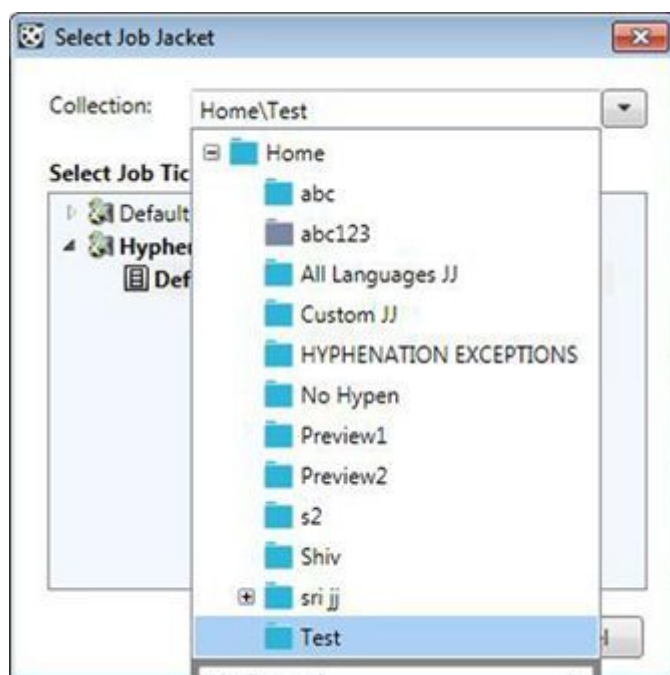 Select Job Jacket
Collection: Home\Test
Home
Select Job Tic
abc
Default
abc123
Hyphe
All Languages JJ
Def
Custom JJ
HYPHENATION EXCEPTIONS
No Hypen
Preview1
Preview2
s2
Shiv
sri jj
Test